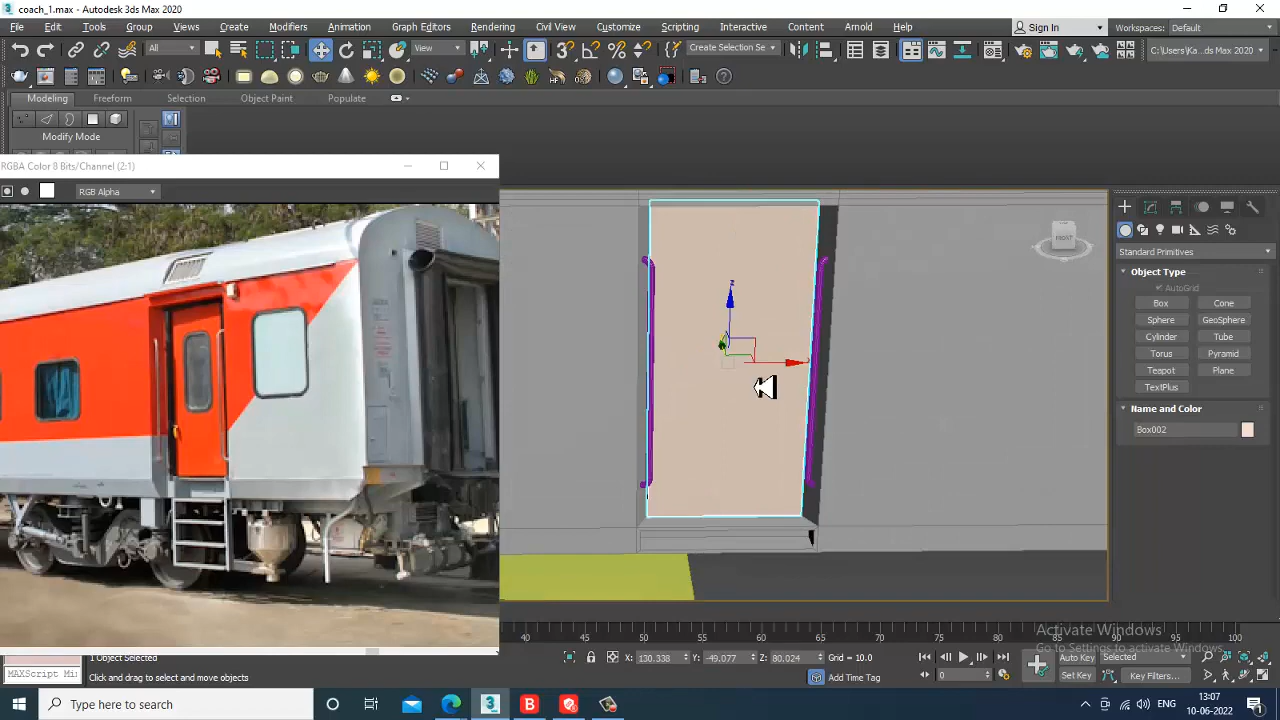 coach_1.max - Autodesk 3ds Max 2020
File Edit Tools Group Views Create Modifiers Animation Graph Editors Rendering Civil View Customize Scripting Interactive Content Arnold Help Sign In Workspaces: Default
All View Create Selection Se C:\Users\Ka...ds Max 2020
Modeling Freeform Selection Object Paint Populate
Modify Mode
RGBA Color 8 Bits/Channel (2:1)
RGB Alpha
z
FRONT
Standard Primitives
Object Type
AutoGrid
Box Cone
Sphere GeoSphere
Cylinder Tube
Torus Pyramid
Teapot Plane
TextPlus
Name and Color
Box002
40 45 50 55 60 65 70 75 80 85 90 95 100
Activate Windows
Go to Settings to activate Windows.
1 Object Selected
MAXScript Mi
Click and drag to select and move objects
X: 130.338 Y: -49.077 Z: 80.024 Grid = 10.0
Add Time Tag
Auto Key Selected
Set Key Key Filters...
0
Type here to search
ENG
13:07
10-06-2022